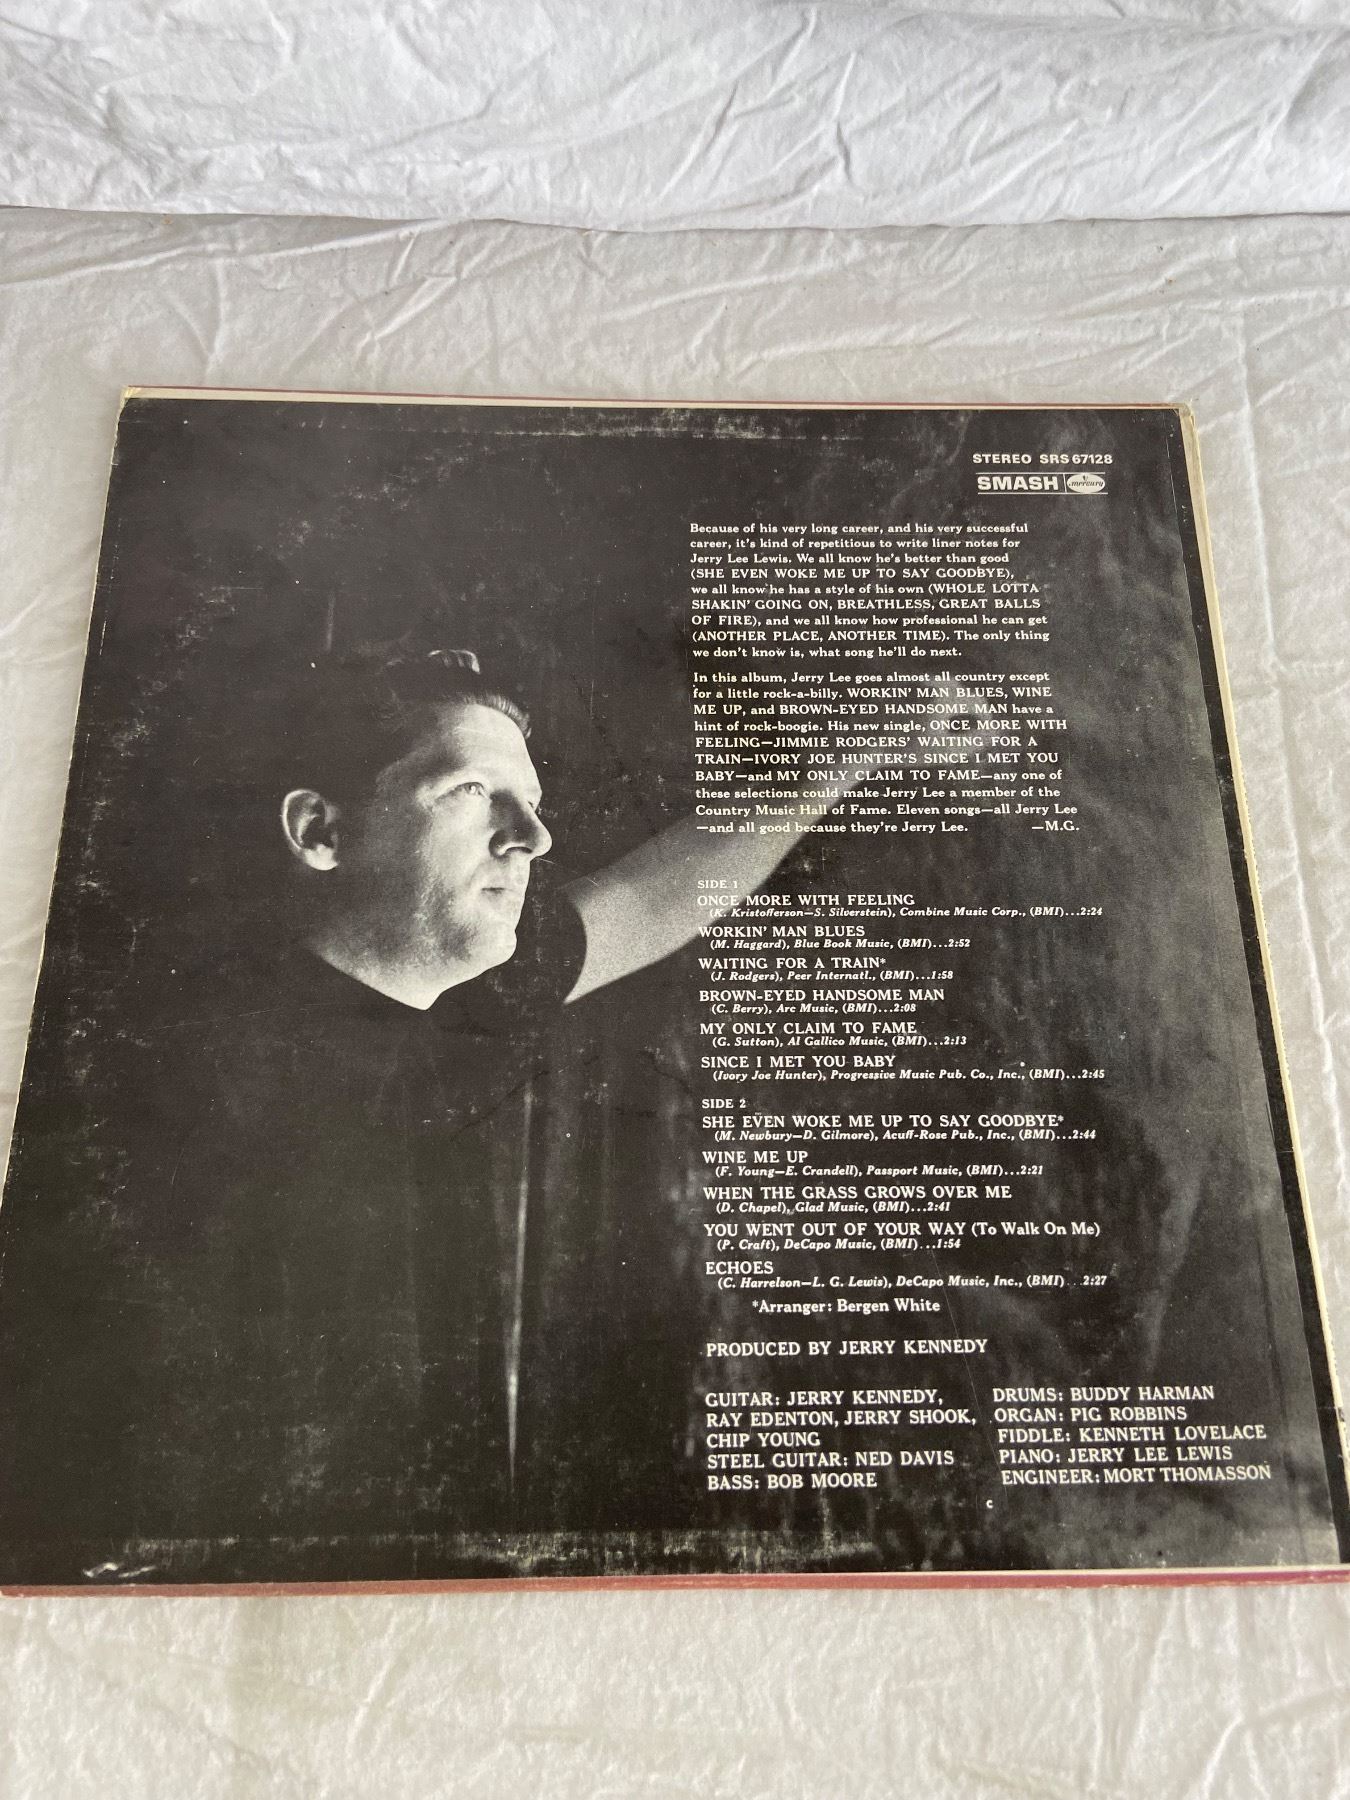 STEREO SRS 67128
SMASH mercury
Because of his very long career, and his very successful
career, it's kind of repetitious to write liner notes for
Jerry Lee Lewis. We all know he's better than good
(SHE EVEN WOKE ME UP TO SAY GOODBYE),
we all know he has a style of his own (WHOLE LOTTA
SHAKIN' GOING ON, BREATHLESS, GREAT BALLS
OF FIRE), and we all know how professional he can get
(ANOTHER PLACE, ANOTHER TIME). The only thing
we don't know is, what song he'll do next.
In this album, Jerry Lee goes almost all country except
for a little rock-a-billy. WORKIN' MAN BLUES, WINE
ME UP, and BROWN-EYED HANDSOME MAN have a
hint of rock-boogie. His new single, ONCE MORE WITH
FEELING—JIMMIE RODGERS' WAITING FOR A
TRAIN—IVORY JOE HUNTER'S SINCE I MET YOU
BABY—and MY ONLY CLAIM TO FAME—any one of
these selections could make Jerry Lee a member of the
Country Music Hall of Fame. Eleven songs—all Jerry Lee
—and all good because they're Jerry Lee. —M.G.
SIDE 1
ONCE MORE WITH FEELING
(K. Kristofferson—S. Silverstein), Combine Music Corp., (BMI)...2:24
WORKIN' MAN BLUES
(M. Haggard), Blue Book Music, (BMI)...2:52
WAITING FOR A TRAIN*
(J. Rodgers), Peer Internatl., (BMI)...1:58
BROWN-EYED HANDSOME MAN
(C. Berry), Arc Music, (BMI)...2:08
MY ONLY CLAIM TO FAME
(G. Sutton), Al Gallico Music, (BMI)...2:13
SINCE I MET YOU BABY
(Ivory Joe Hunter), Progressive Music Pub. Co., Inc., (BMI)...2:45
SIDE 2
SHE EVEN WOKE ME UP TO SAY GOODBYE*
(M. Newbury—D. Gilmore), Acuff-Rose Pub., Inc., (BMI)...2:44
WINE ME UP
(F. Young—E. Crandell), Passport Music, (BMI)...2:21
WHEN THE GRASS GROWS OVER ME
(D. Chapel), Glad Music, (BMI)...2:41
YOU WENT OUT OF YOUR WAY (To Walk On Me)
(P. Craft), DeCapo Music, (BMI)...1:54
ECHOES
(C. Harrelson—L. G. Lewis), DeCapo Music, Inc., (BMI)...2:27
*Arranger: Bergen White
PRODUCED BY JERRY KENNEDY
GUITAR: JERRY KENNEDY,
RAY EDENTON, JERRY SHOOK,
CHIP YOUNG
STEEL GUITAR: NED DAVIS
BASS: BOB MOORE
DRUMS: BUDDY HARMAN
ORGAN: PIG ROBBINS
FIDDLE: KENNETH LOVELACE
PIANO: JERRY LEE LEWIS
ENGINEER: MORT THOMASSON
c